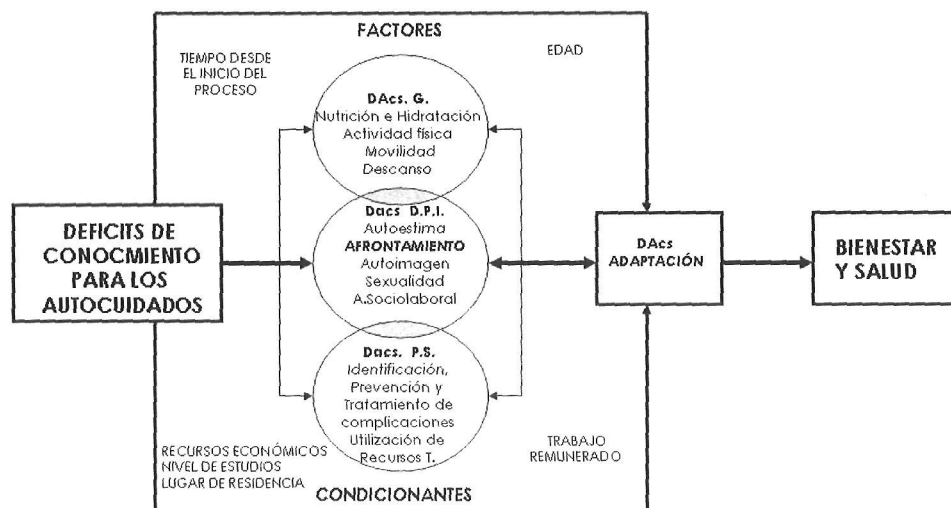 FACTORES
TIEMPO DESDE
EL INICIO DEL
PROCESO
EDAD
DAcs. G.
Nutrición e Hidratación
Actividad física
Movilidad
Descanso
DEFICITS DE
CONOCMIENTO
PARA LOS
AUTOCUIDADOS
Dacs D.P.I.
Autoestima
AFRONTAMIENTO
Autoimagen
Sexualidad
A.Sociolaboral
DAcs
ADAPTACIÓN
BIENESTAR
Y SALUD
Dacs. P.S.
Identificación,
Prevención y
Tratamiento de
complicaciones
Utilización de
Recursos T.
RECURSOS ECONÓMICOS
NIVEL DE ESTUDIOS
LUGAR DE RESIDENCIA
TRABAJO
REMUNERADO
CONDICIONANTES